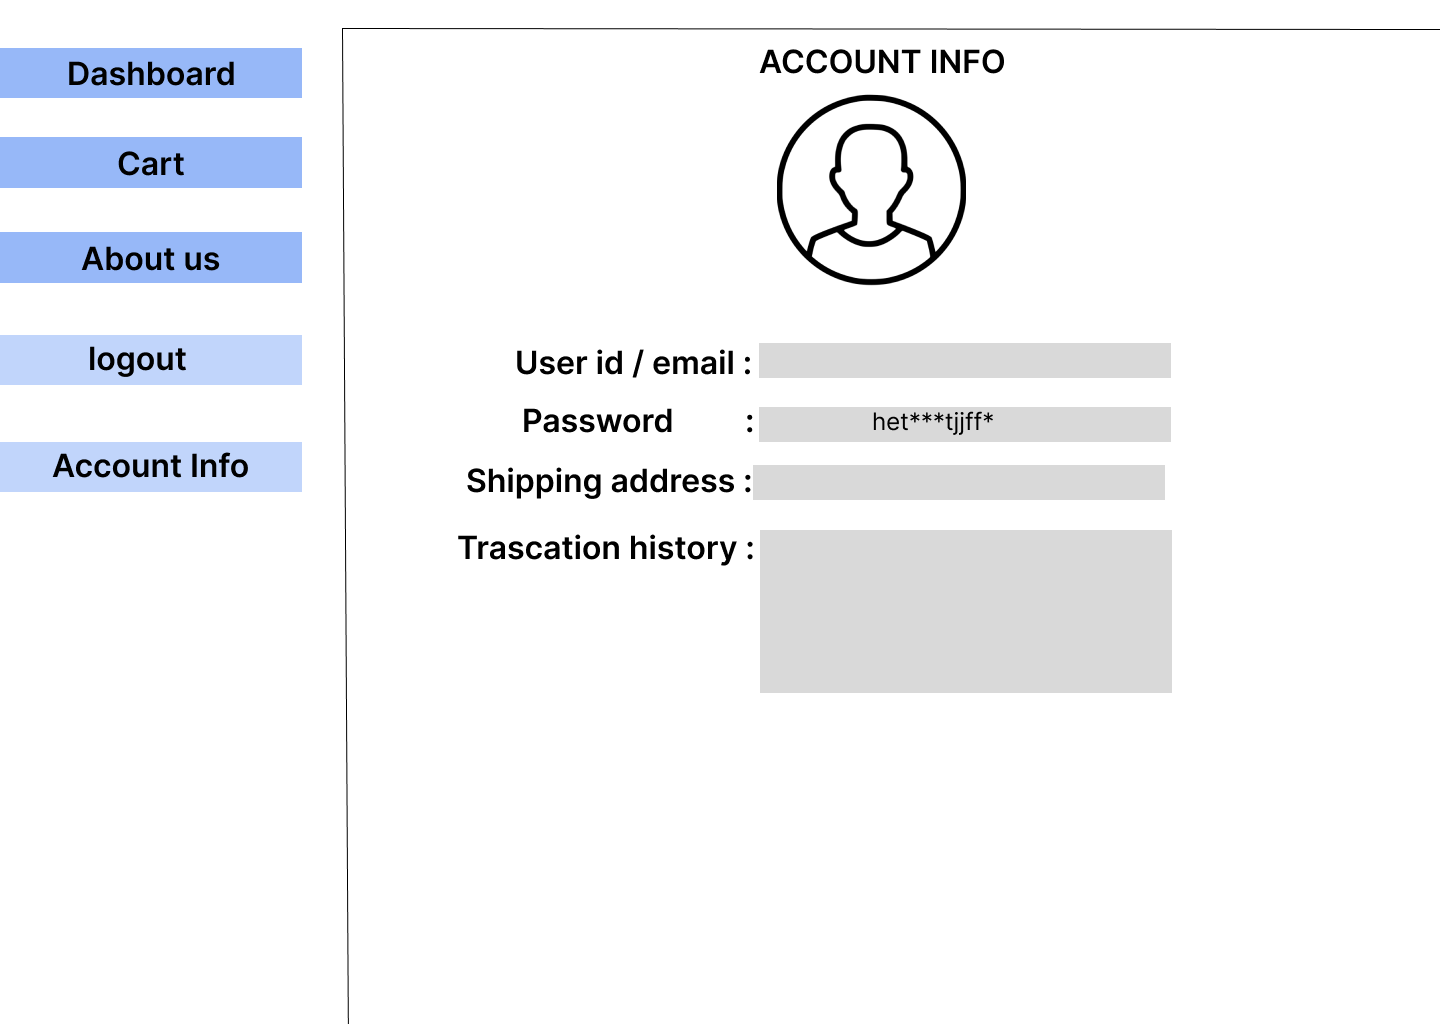 Dashboard
Cart
About us
logout
Account Info
ACCOUNT INFO
User id / email :
Password :
het***tjjff*
Shipping address :
Trascation history :